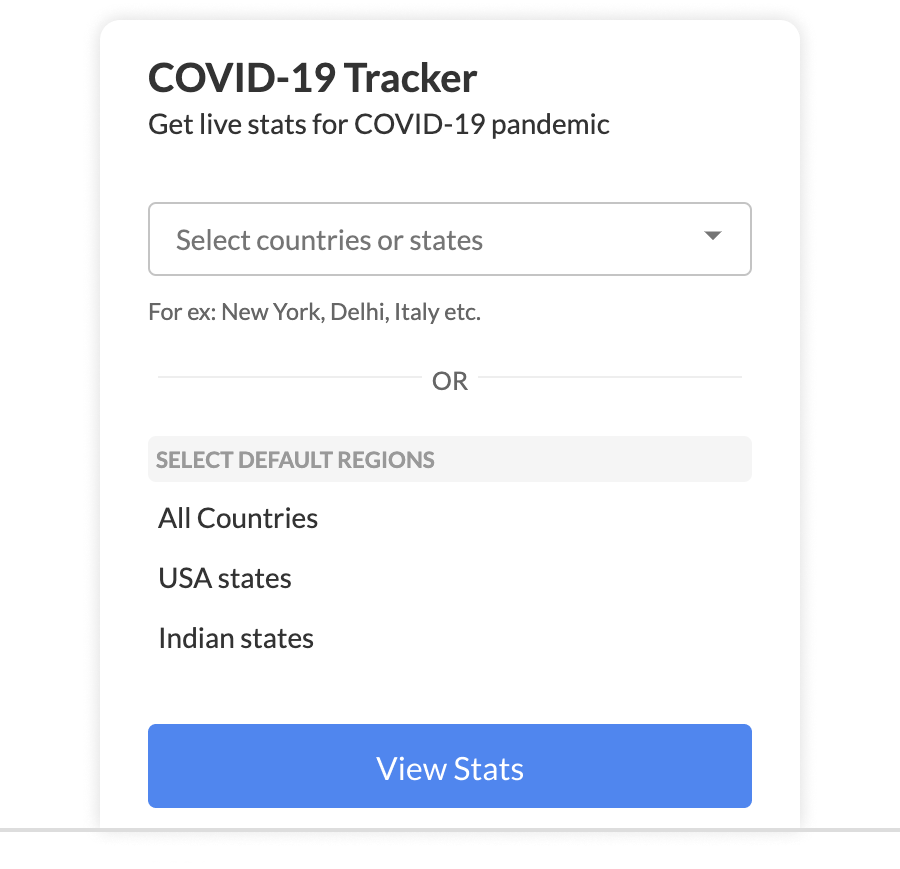 COVID-19 Tracker
Get live stats for COVID-19 pandemic
Select countries or states
For ex: New York, Delhi, Italy etc.
OR
SELECT DEFAULT REGIONS
All Countries
USA states
Indian states
View Stats